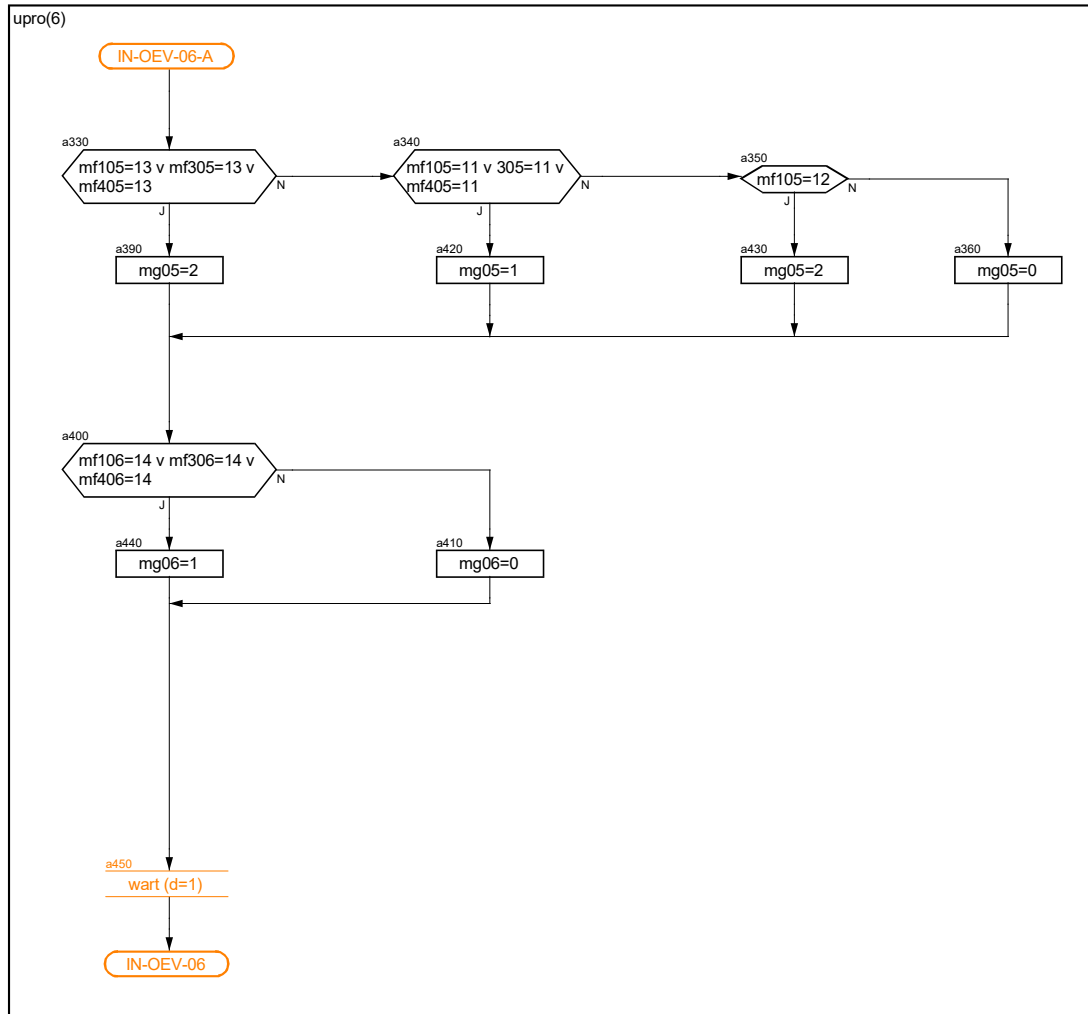 upro(6)
IN-OEV-06-A
a330
mf105=13 v mf305=13 v
mf405=13
N
J
a340
mf105=11 v 305=11 v
mf405=11
N
J
a350
mf105=12
N
J
a390
mg05=2
a420
mg05=1
a430
mg05=2
a360
mg05=0
a400
mf106=14 v mf306=14 v
mf406=14
N
J
a440
mg06=1
a410
mg06=0
a450
wart (d=1)
IN-OEV-06